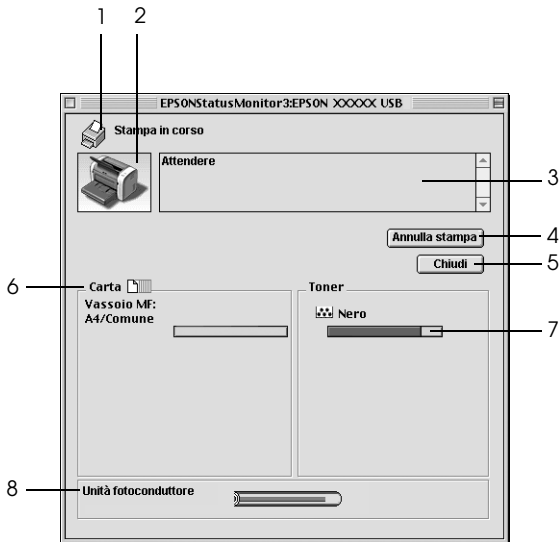 1
2
EPSONStatusMonitor3:EPSON XXXXX USB
Stampa in corso
Attendere
3
Annulla stampa
4
Chiudi
5
6
Carta
Vassoio MF:
A4/Comune
Toner
Nero
7
8
Unità fotoconduttore